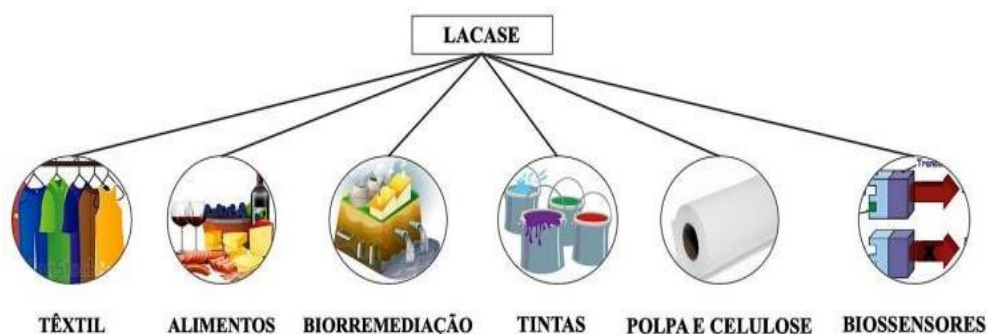 LACASE
TÊXTIL
ALIMENTOS
BIORREMEDIAÇÃO
TINTAS
POLPA E CELULOSE
BIOSSENSORES